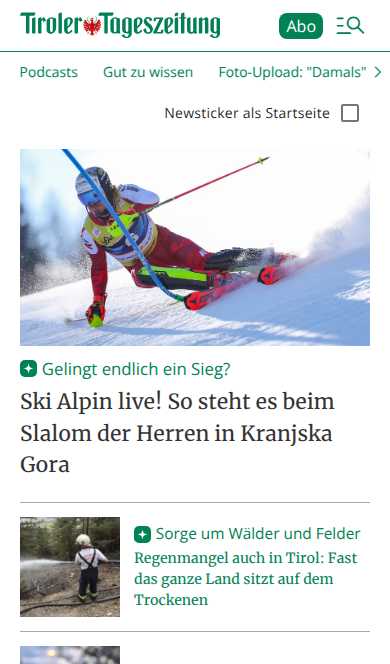 Tiroler Tageszeitung
Abo
Podcasts
Gut zu wissen
Foto-Upload: "Damals"
Newsticker als Startseite
Gelingt endlich ein Sieg?
Ski Alpin live! So steht es beim
Slalom der Herren in Kranjska
Gora
Sorge um Wälder und Felder
Regenmangel auch in Tirol: Fast
das ganze Land sitzt auf dem
Trockenen